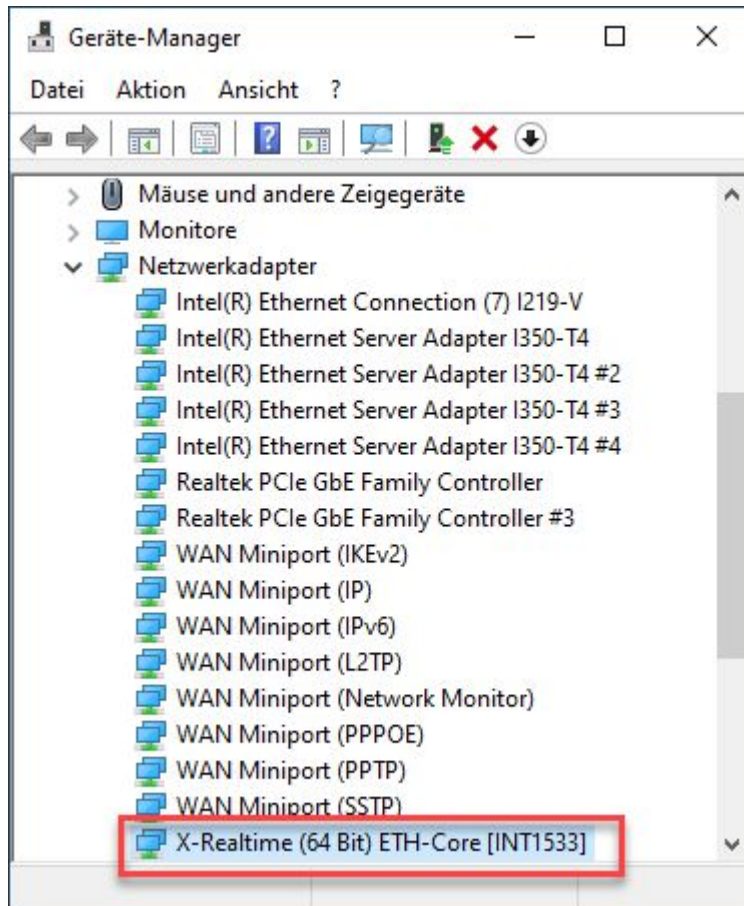 Geräte-Manager
Datei Aktion Ansicht ?
Mäuse und andere Zeigegeräte
Monitore
Netzwerkadapter
Intel(R) Ethernet Connection (7) I219-V
Intel(R) Ethernet Server Adapter I350-T4
Intel(R) Ethernet Server Adapter I350-T4 #2
Intel(R) Ethernet Server Adapter I350-T4 #3
Intel(R) Ethernet Server Adapter I350-T4 #4
Realtek PCIe GbE Family Controller
Realtek PCIe GbE Family Controller #3
WAN Miniport (IKEv2)
WAN Miniport (IP)
WAN Miniport (IPv6)
WAN Miniport (L2TP)
WAN Miniport (Network Monitor)
WAN Miniport (PPPOE)
WAN Miniport (PPTP)
WAN Miniport (SSTP)
X-Realtime (64 Bit) ETH-Core [INT1533]